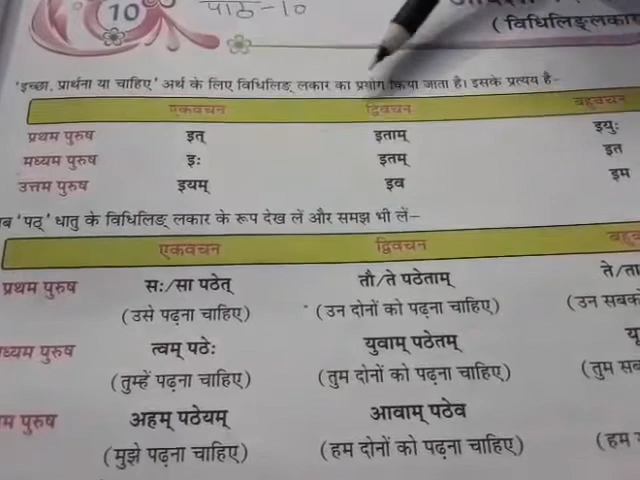 10 पाठ-10
(विधिलिङ्लकार
'इच्छा, प्रार्थना या चाहिए' अर्थ के लिए विधिलिङ् लकार का प्रयोग किया जाता है। इसके प्रत्यय है-
एकवचन द्विवचन बहुवचन
प्रथम पुरुष इत् इताम् इयुः
मध्यम पुरुष इः इतम् इत
उत्तम पुरुष इयम् इव इम
ब 'पठ्' धातु के विधिलिङ् लकार के रूप देख लें और समझ भी लें-
एकवचन द्विवचन बहुव
प्रथम पुरुष सः/सा पठेत् तौ/ते पठेताम् ते/ता
(उसे पढ़ना चाहिए) (उन दोनों को पढ़ना चाहिए) (उन सबको
ध्यम पुरुष त्वम् पठेः युवाम् पठेतम् यू
(तुम्हें पढ़ना चाहिए) (तुम दोनों को पढ़ना चाहिए) (तुम सब
म पुरुष अहम् पठेयम् आवाम् पठेव
(मुझे पढ़ना चाहिए) (हम दोनों को पढ़ना चाहिए) (हम